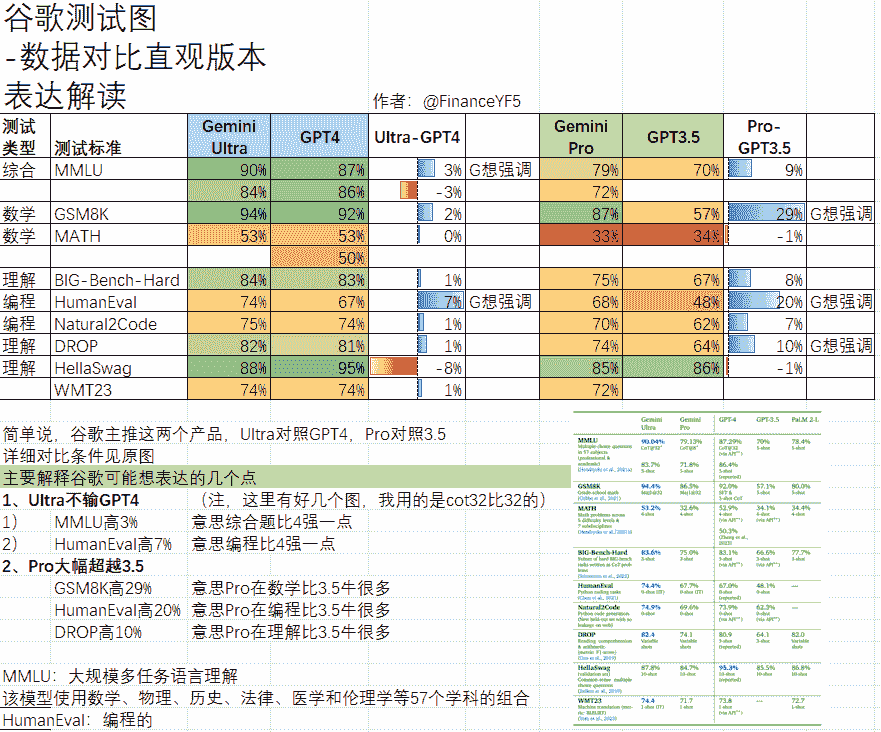 谷歌测试图
-数据对比直观版本
表达解读
作者：@FinanceYF5
测试类型 测试标准 Gemini Ultra GPT4 Ultra-GPT4 Gemini Pro GPT3.5 Pro-GPT3.5
综合 MMLU 90% 87% 3% G想强调 79% 70% 9%
84% 86% -3% 72%
数学 GSM8K 94% 92% 2% 87% 57% 29% G想强调
数学 MATH 53% 53% 0% 33% 34% -1%
50%
理解 BIG-Bench-Hard 84% 83% 1% 75% 67% 8%
编程 HumanEval 74% 67% 7% G想强调 68% 48% 20% G想强调
编程 Natural2Code 75% 74% 1% 70% 62% 7%
理解 DROP 82% 81% 1% 74% 64% 10% G想强调
理解 HellaSwag 88% 95% -8% 85% 86% -1%
WMT23 74% 74% 1% 72%
简单说，谷歌主推这两个产品，Ultra对照GPT4，Pro对照3.5
详细对比条件见原图
主要解释谷歌可能想表达的几个点
1、Ultra不输GPT4 （注，这里有好几个图，我用的是cot32比32的）
1） MMLU高3% 意思综合题比4强一点
2） HumanEval高7% 意思编程比4强一点
2、Pro大幅超越3.5
GSM8K高29% 意思Pro在数学比3.5牛很多
HumanEval高20% 意思Pro在编程比3.5牛很多
DROP高10% 意思Pro在理解比3.5牛很多
MMLU：大规模多任务语言理解
该模型使用数学、物理、历史、法律、医学和伦理学等57个学科的组合
HumanEval：编程的
Gemini Ultra Gemini Pro GPT-4 GPT-3.5 PaLM 2-L
MMLU 90.04% 79.13% 87.29% 70% 78.4%
83.7% 71.8% 86.4%
GSM8K 94.4% 86.5% 92.0% 57.1% 80.0%
MATH 53.2% 32.6% 52.9% 34.1% 34.4%
50.3%
BIG-Bench-Hard 83.6% 75.0% 83.1% 66.6% 77.7%
HumanEval 74.4% 67.7% 67.0% 48.1% —
Natural2Code 74.9% 69.6% 73.9% 62.3% —
DROP 82.4 74.1 80.9 64.1 82.0
HellaSwag 87.8% 84.7% 95.3% 85.5% 86.8%
WMT23 74.4 71.7 73.8 — 72.7